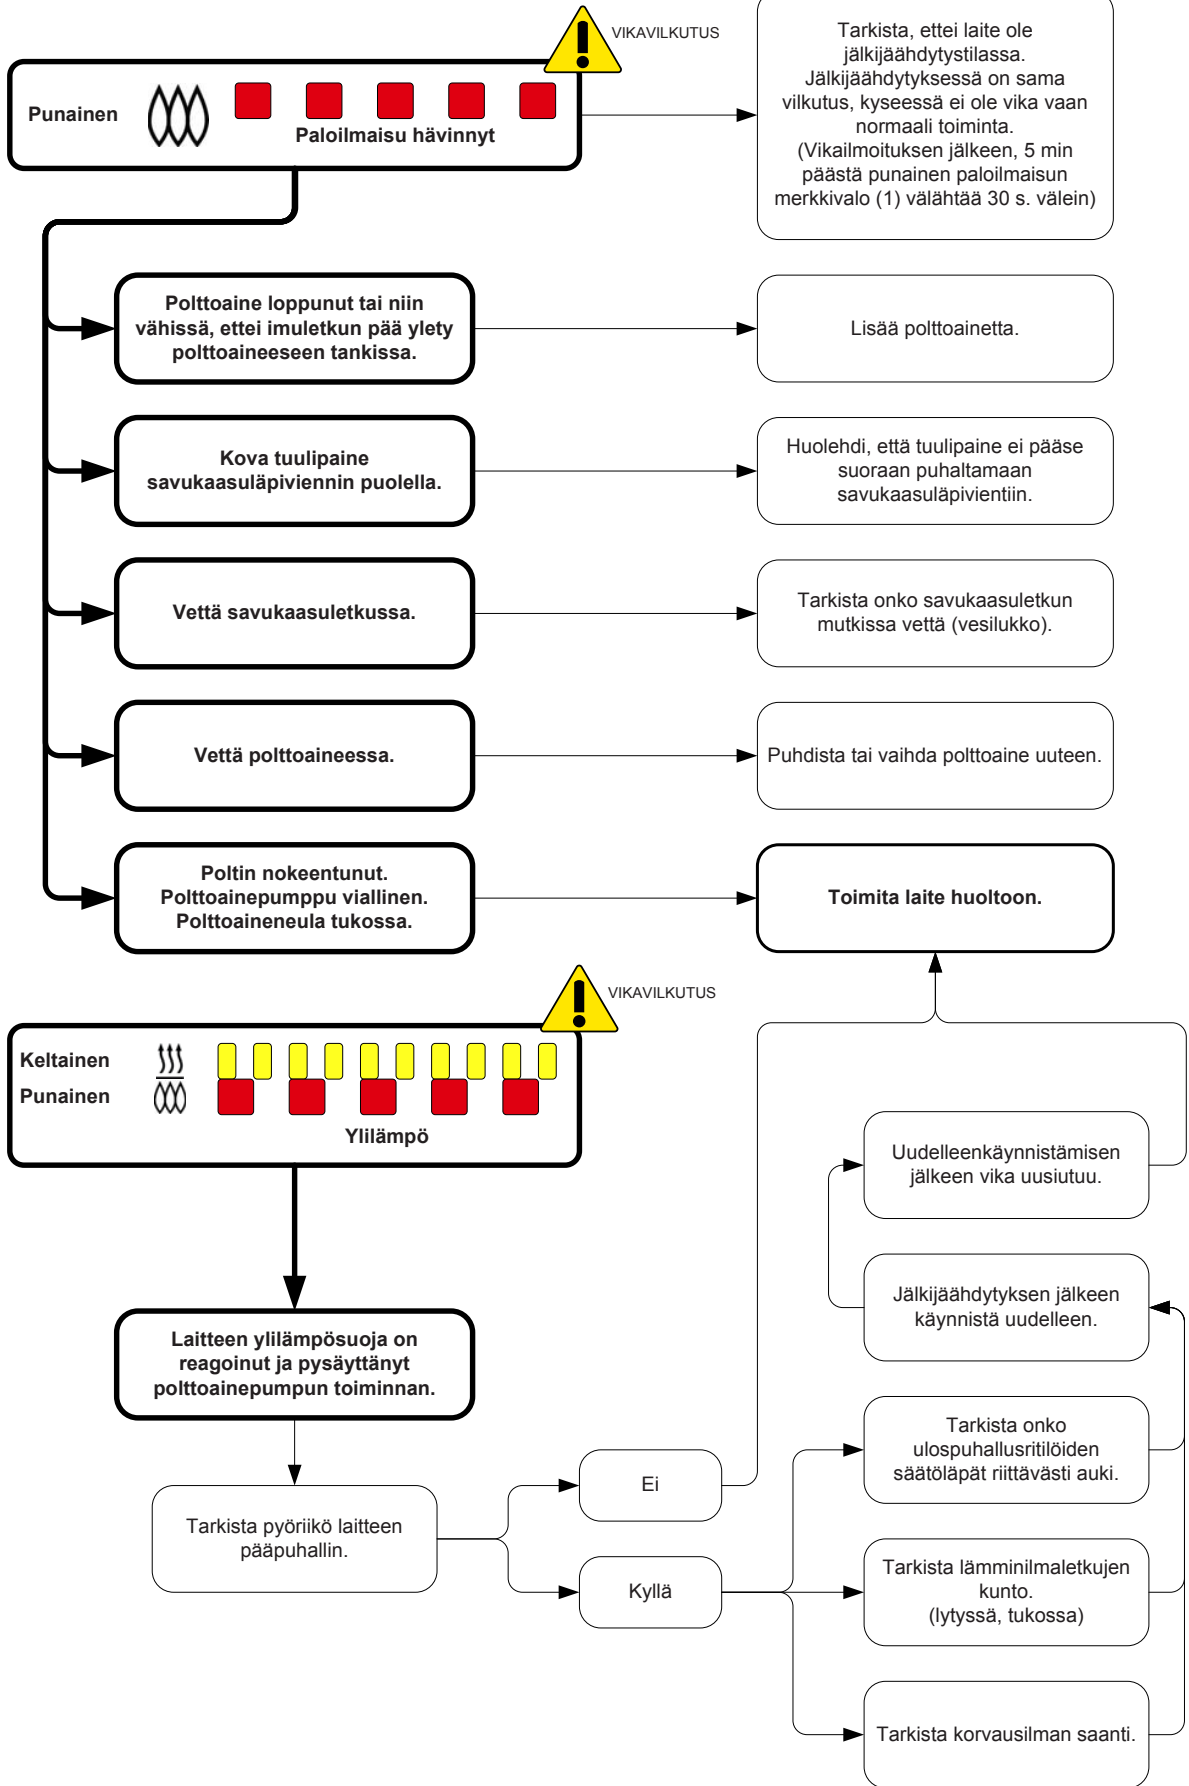 VIKAVILKUTUS
Punainen
Paloilmaisu hävinnyt
Tarkista, ettei laite ole
jälkijäähdytystilassa.
Jälkijäähdytyksessä on sama
vilkutus, kyseessä ei ole vika vaan
normaali toiminta.
(Vikailmoituksen jälkeen, 5 min
päästä punainen paloilmaisun
merkkivalo (1) välähtää 30 s. välein)
Polttoaine loppunut tai niin
vähissä, ettei imuletkun pää ylety
polttoaineeseen tankissa.
Lisää polttoainetta.
Kova tuulipaine
savukaasuläpiviennin puolella.
Huolehdi, että tuulipaine ei pääse
suoraan puhaltamaan
savukaasuläpivientiin.
Vettä savukaasuletkussa.
Tarkista onko savukaasuletkun
mutkissa vettä (vesilukko).
Vettä polttoaineessa.
Puhdista tai vaihda polttoaine uuteen.
Poltin nokeentunut.
Polttoainepumppu viallinen.
Polttoaineneula tukossa.
Toimita laite huoltoon.
VIKAVILKUTUS
Keltainen
Punainen
Ylilämpö
Uudelleenkäynnistämisen
jälkeen vika uusiutuu.
Jälkijäähdytyksen jälkeen
käynnistä uudelleen.
Laitteen ylilämpösuoja on
reagoinut ja pysäyttänyt
polttoainepumpun toiminnan.
Tarkista onko
ulospuhallusritilöiden
säätöläpät riittävästi auki.
Ei
Tarkista pyöriikö laitteen
pääpuhallin.
Kyllä
Tarkista lämminilmaletkujen
kunto.
(lytyssä, tukossa)
Tarkista korvausilman saanti.